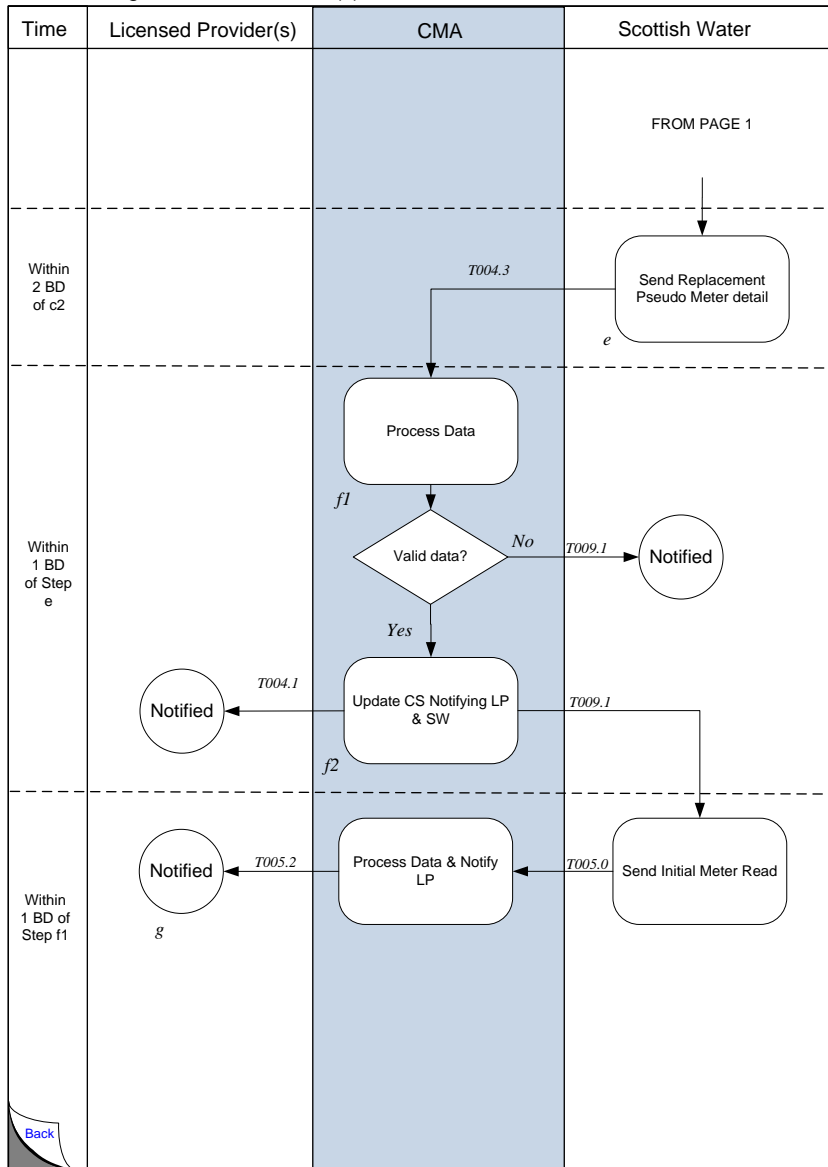 Time
Licensed Provider(s)
CMA
Scottish Water
FROM PAGE 1
Within
2 BD
of c2
T004.3
Send Replacement
Pseudo Meter detail
e
Process Data
f1
Within
1 BD
of Step
e
Valid data?
No
T009.1
Notified
Yes
Notified
T004.1
Update CS Notifying LP
& SW
T009.1
f2
Within
1 BD of
Step f1
Notified
T005.2
Process Data & Notify
LP
T005.0
Send Initial Meter Read
g
Back